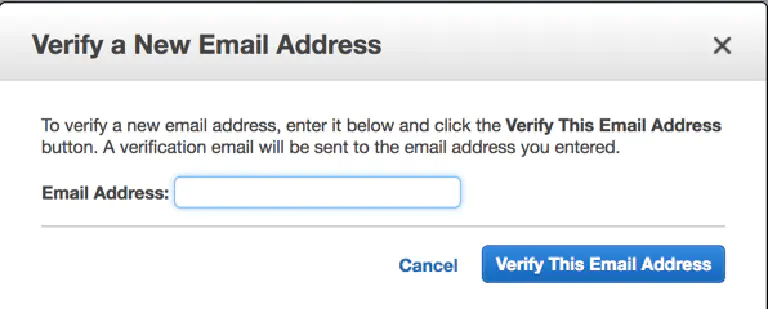 Verify a New Email Address
To verify a new email address, enter it below and click the Verify This Email Address
button. A verification email will be sent to the email address you entered.
Email Address:
Cancel
Verify This Email Address